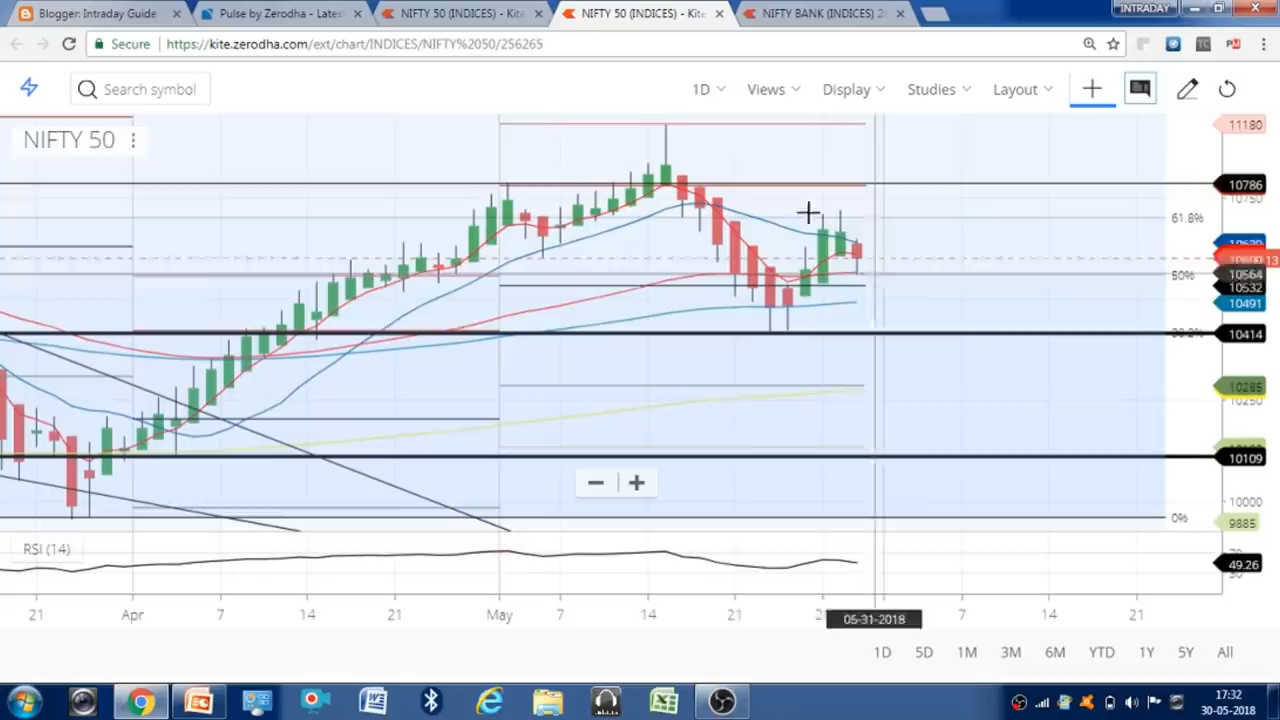 Blogger: Intraday Guide
Pulse by Zerodha - Lates
NIFTY 50 (INDICES) - Kite
NIFTY 50 (INDICES) - Kite
NIFTY BANK (INDICES) 2
INTRADAY
Secure
https://kite.zerodha.com/ext/chart/INDICES/NIFTY%2050/256265
Search symbol
1D
Views
Display
Studies
Layout
NIFTY 50
11180
10786
61.8%
50%
10564
10532
10491
10414
10285
10250
10109
10000
0%
9885
RSI (14)
49.26
21
Apr
7
14
21
May
7
14
21
05-31-2018
7
14
21
1D
5D
1M
3M
6M
YTD
1Y
5Y
All
17:32
30-05-2018